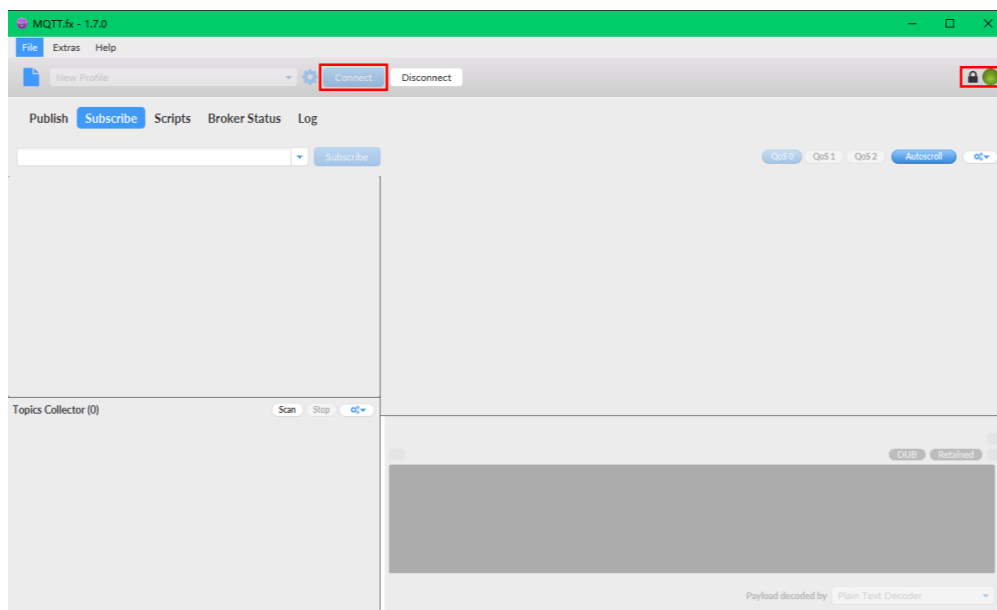 MQTT.fx - 1.7.0
File Extras Help
New Profile Connect Disconnect
Publish Subscribe Scripts Broker Status Log
Subscribe QoS 0 QoS 1 QoS 2 Autoscroll
Topics Collector (0) Scan Stop
DUB Retained
Payload decoded by Plain Text Decoder